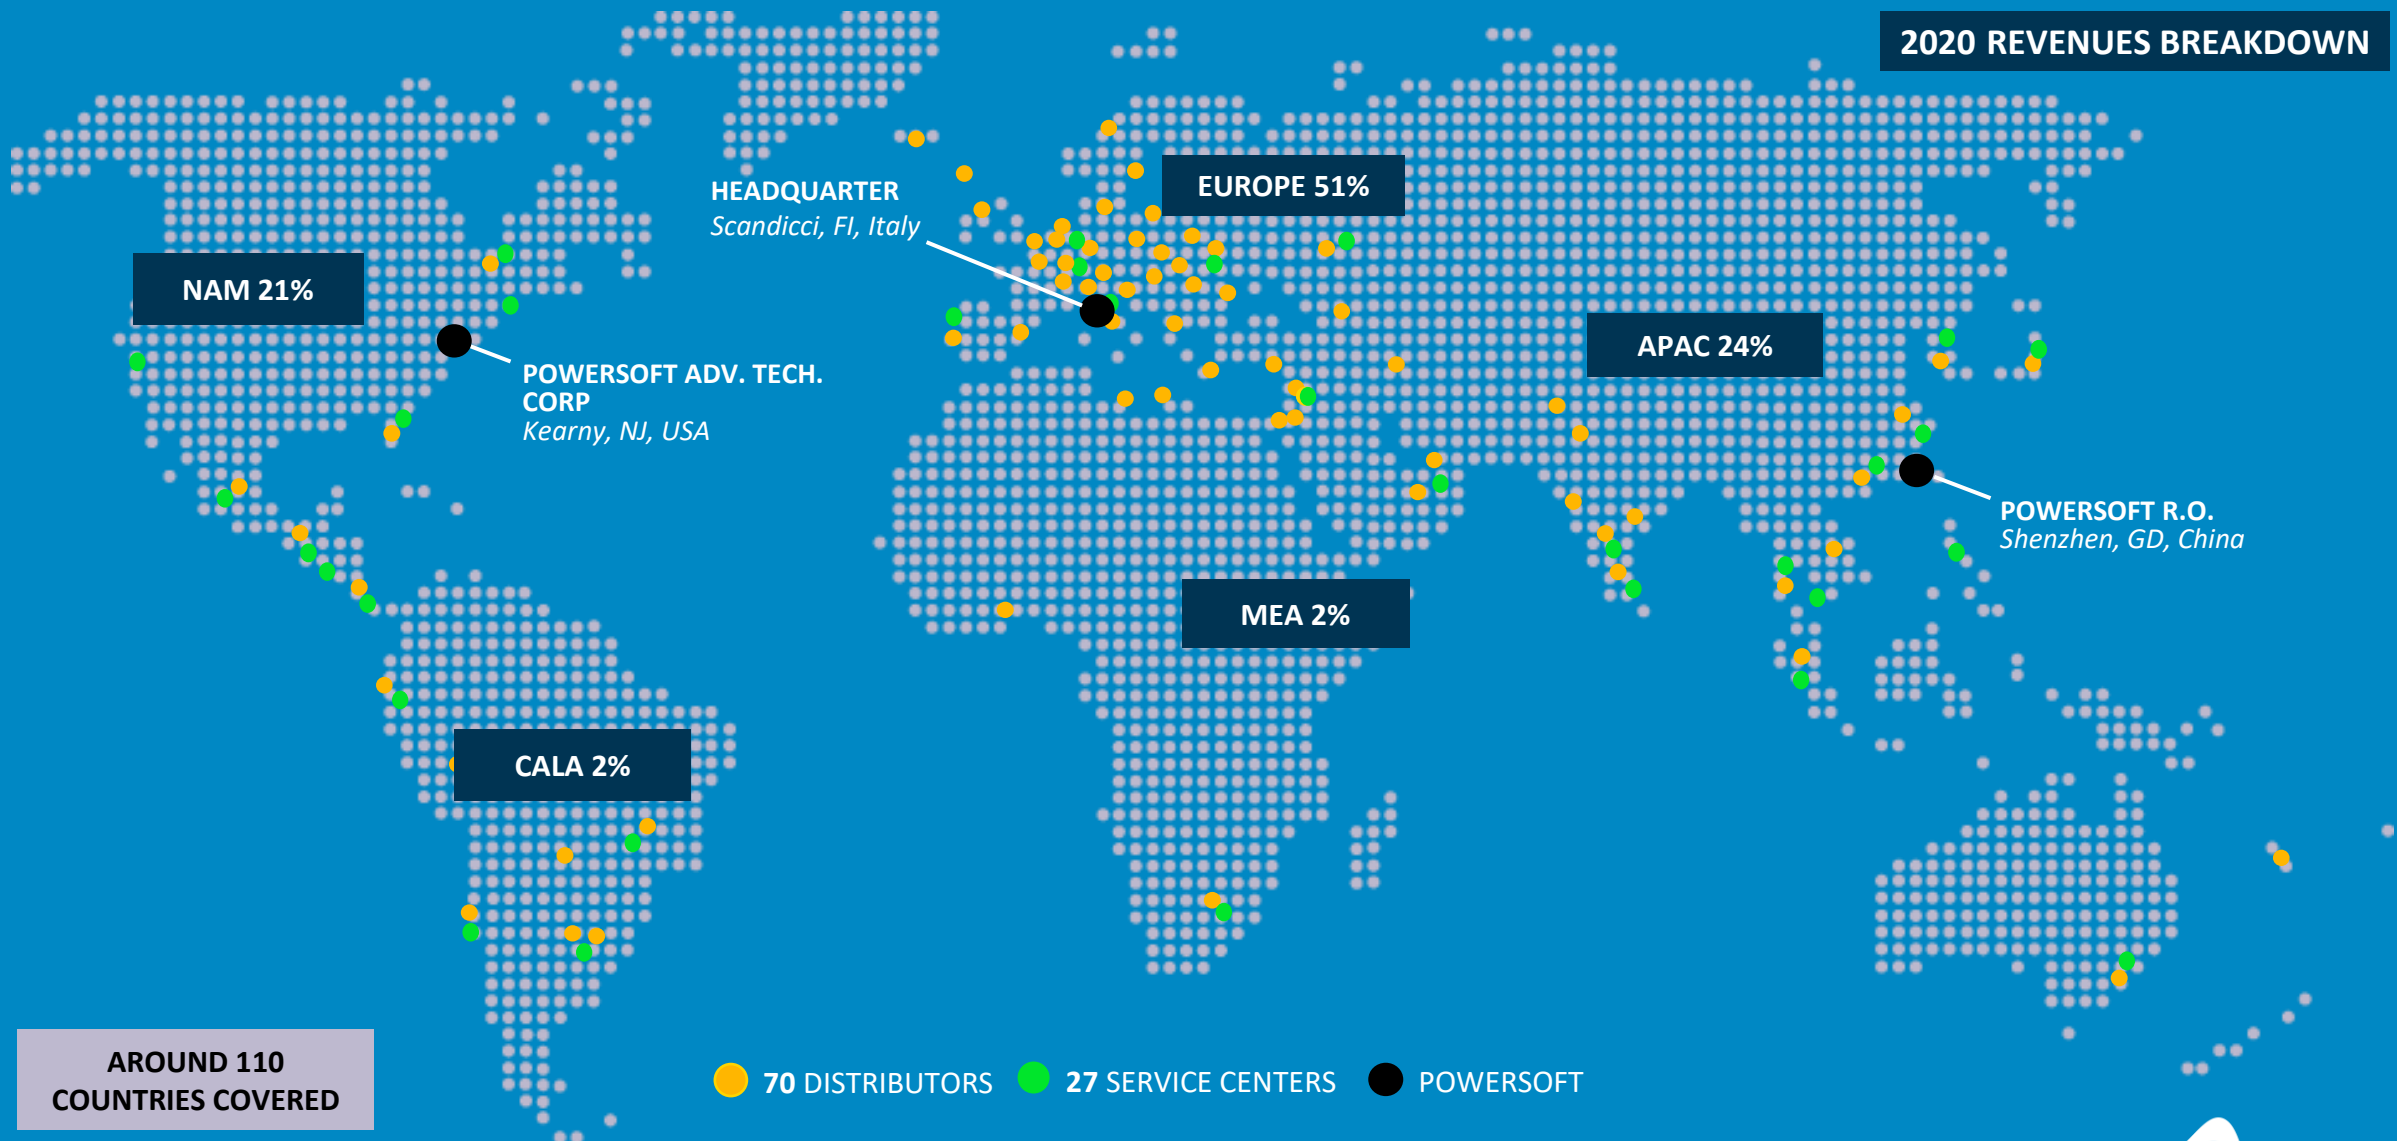 2020 REVENUES BREAKDOWN
HEADQUARTER
Scandicci, FI, Italy
EUROPE 51%
NAM 21%
APAC 24%
POWERSOFT ADV. TECH.
CORP
Kearny, NJ, USA
POWERSOFT R.O.
Shenzhen, GD, China
MEA 2%
CALA 2%
AROUND 110
COUNTRIES COVERED
70 DISTRIBUTORS
27 SERVICE CENTERS
POWERSOFT